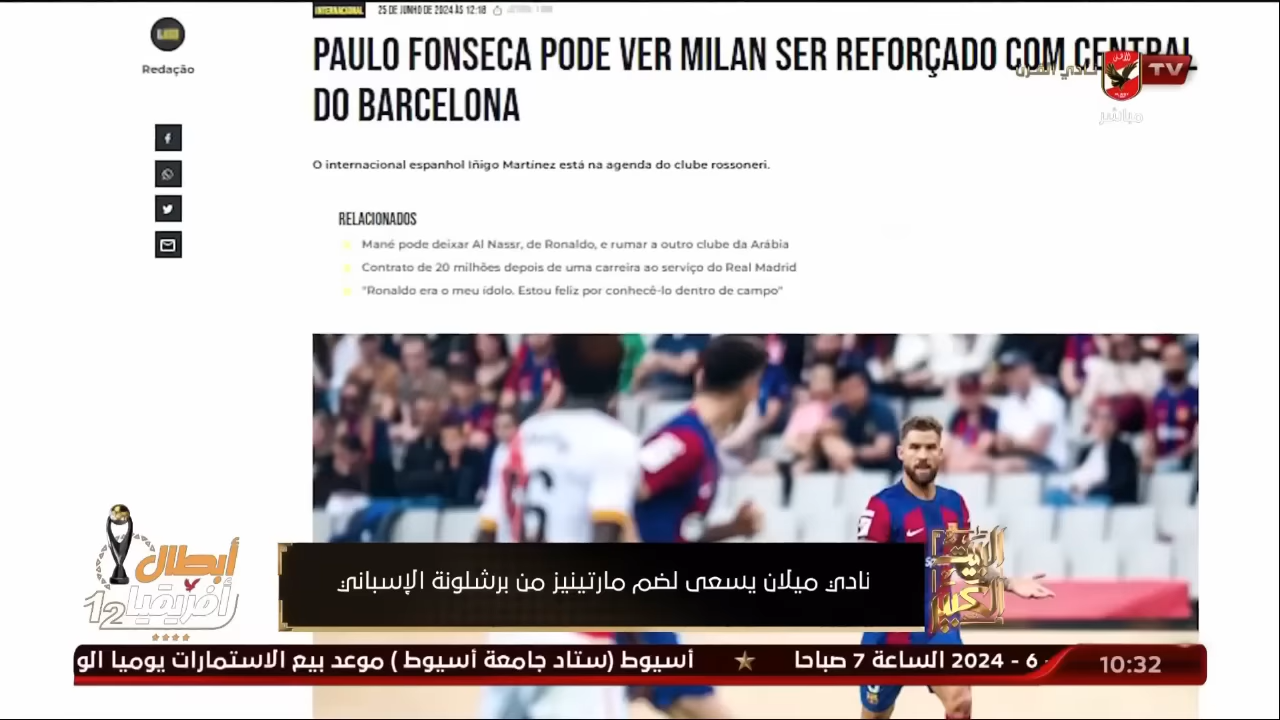 INTERNACIONAL
25 DE JUNHO DE 2024 ÀS 12:18
PAULO FONSECA PODE VER MILAN SER REFORÇADO COM CENTRAL
DO BARCELONA
Redação
O internacional espanhol Iñigo Martínez está na agenda do clube rossoneri.
RELACIONADOS
Mané pode deixar Al Nassr, de Ronaldo, e rumar a outro clube da Arábia
Contrato de 20 milhões depois de uma carreira ao serviço do Real Madrid
"Ronaldo era o meu ídolo. Estou feliz por conhecê-lo dentro de campo"
نادي القرن
TV
مباشر
6
أبطال
أفريقيا
12
نادي ميلان يسعى لضم مارتينيز من برشلونة الإسباني
البيت
الكبير
- 6 - 2024 الساعة 7 صباحا ★ أسيوط (ستاد جامعة أسيوط ) موعد بيع الاستمارات يوميا الو
10:32